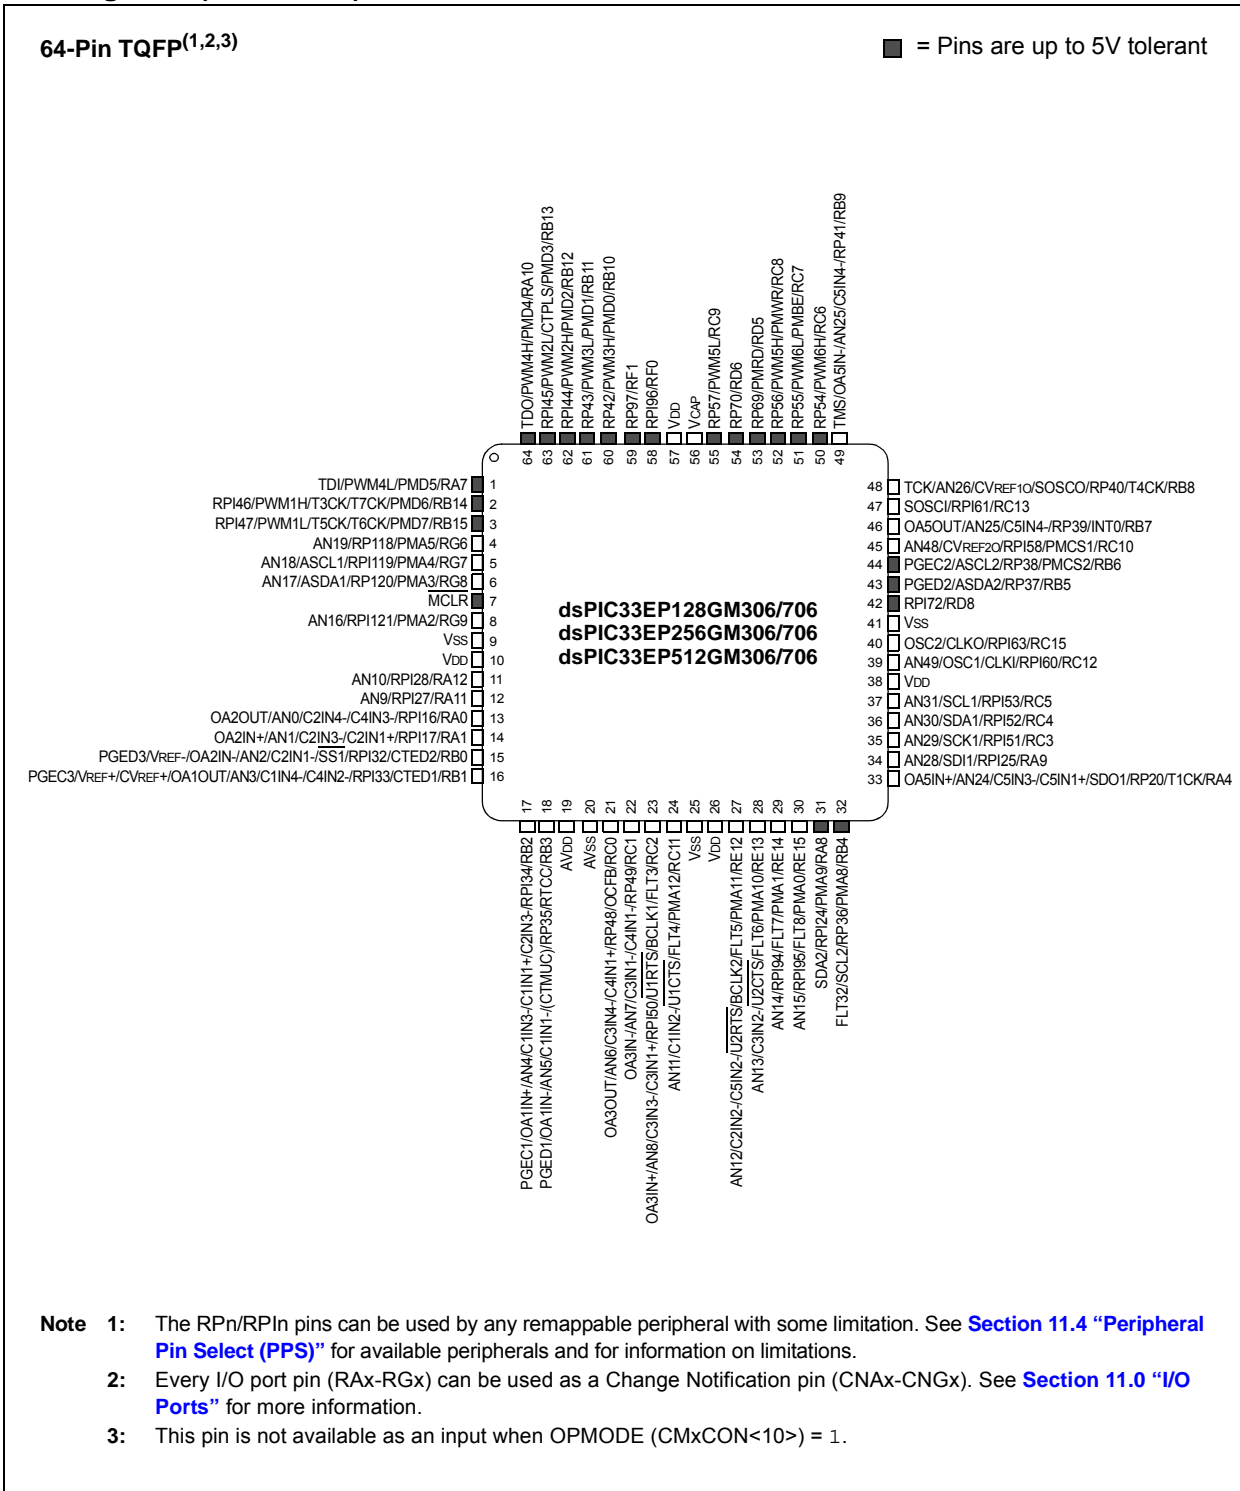 64-Pin TQFP(1,2,3)
= Pins are up to 5V tolerant
TDO/PWM4H/PMD4/RA10
RPI45/PWM2L/CTPLS/PMD3/RB13
RPI44/PWM2H/PMD2/RB12
RP43/PWM3L/PMD1/RB11
RP42/PWM3H/PMD0/RB10
RP97/RF1
RPI96/RF0
VDD
VCAP
RP57/PWM5L/RC9
RP70/RD6
RP69/PMRD/RD5
RP56/PWM5H/PMWR/RC8
RP55/PWM6L/PMBE/RC7
RP54/PWM6H/RC6
TMS/OA5IN-/AN25/C5IN4-/RP41/RB9
64 63 62 61 60 59 58 57 56 55 54 53 52 51 50 49
TDI/PWM4L/PMD5/RA7 1
RPI46/PWM1H/T3CK/T7CK/PMD6/RB14 2
RPI47/PWM1L/T5CK/T6CK/PMD7/RB15 3
AN19/RP118/PMA5/RG6 4
AN18/ASCL1/RPI119/PMA4/RG7 5
AN17/ASDA1/RP120/PMA3/RG8 6
MCLR 7
AN16/RPI121/PMA2/RG9 8
VSS 9
VDD 10
AN10/RPI28/RA12 11
AN9/RPI27/RA11 12
OA2OUT/AN0/C2IN4-/C4IN3-/RPI16/RA0 13
OA2IN+/AN1/C2IN3-/C2IN1+/RPI17/RA1 14
PGED3/VREF-/OA2IN-/AN2/C2IN1-/SS1/RPI32/CTED2/RB0 15
PGEC3/VREF+/CVREF+/OA1OUT/AN3/C1IN4-/C4IN2-/RPI33/CTED1/RB1 16
dsPIC33EP128GM306/706
dsPIC33EP256GM306/706
dsPIC33EP512GM306/706
48 TCK/AN26/CVREF1O/SOSCO/RP40/T4CK/RB8
47 SOSCI/RPI61/RC13
46 OA5OUT/AN25/C5IN4-/RP39/INT0/RB7
45 AN48/CVREF2O/RPI58/PMCS1/RC10
44 PGEC2/ASCL2/RP38/PMCS2/RB6
43 PGED2/ASDA2/RP37/RB5
42 RPI72/RD8
41 VSS
40 OSC2/CLKO/RPI63/RC15
39 AN49/OSC1/CLKI/RPI60/RC12
38 VDD
37 AN31/SCL1/RPI53/RC5
36 AN30/SDA1/RPI52/RC4
35 AN29/SCK1/RPI51/RC3
34 AN28/SDI1/RPI25/RA9
33 OA5IN+/AN24/C5IN3-/C5IN1+/SDO1/RP20/T1CK/RA4
17 18 19 20 21 22 23 24 25 26 27 28 29 30 31 32
PGEC1/OA1IN+/AN4/C1IN3-/C1IN1+/C2IN3-/RPI34/RB2
PGED1/OA1IN-/AN5/C1IN1-/(CTMUC)/RP35/RTCC/RB3
AVDD
AVSS
OA3OUT/AN6/C3IN4-/C4IN1+/RP48/OCFB/RC0
OA3IN-/AN7/C3IN1-/C4IN1-/RP49/RC1
OA3IN+/AN8/C3IN3-/C3IN1+/RPI50/U1RTS/BCLK1/FLT3/RC2
AN11/C1IN2-/U1CTS/FLT4/PMA12/RC11
VSS
VDD
AN12/C2IN2-/C5IN2-/U2RTS/BCLK2/FLT5/PMA11/RE12
AN13/C3IN2-/U2CTS/FLT6/PMA10/RE13
AN14/RPI94/FLT7/PMA1/RE14
AN15/RPI95/FLT8/PMA0/RE15
SDA2/RPI24/PMA9/RA8
FLT32/SCL2/RP36/PMA8/RB4
Note 1: The RPn/RPIn pins can be used by any remappable peripheral with some limitation. See Section 11.4 “Peripheral
Pin Select (PPS)” for available peripherals and for information on limitations.
2: Every I/O port pin (RAx-RGx) can be used as a Change Notification pin (CNAx-CNGx). See Section 11.0 “I/O
Ports” for more information.
3: This pin is not available as an input when OPMODE (CMxCON<10>) = 1.